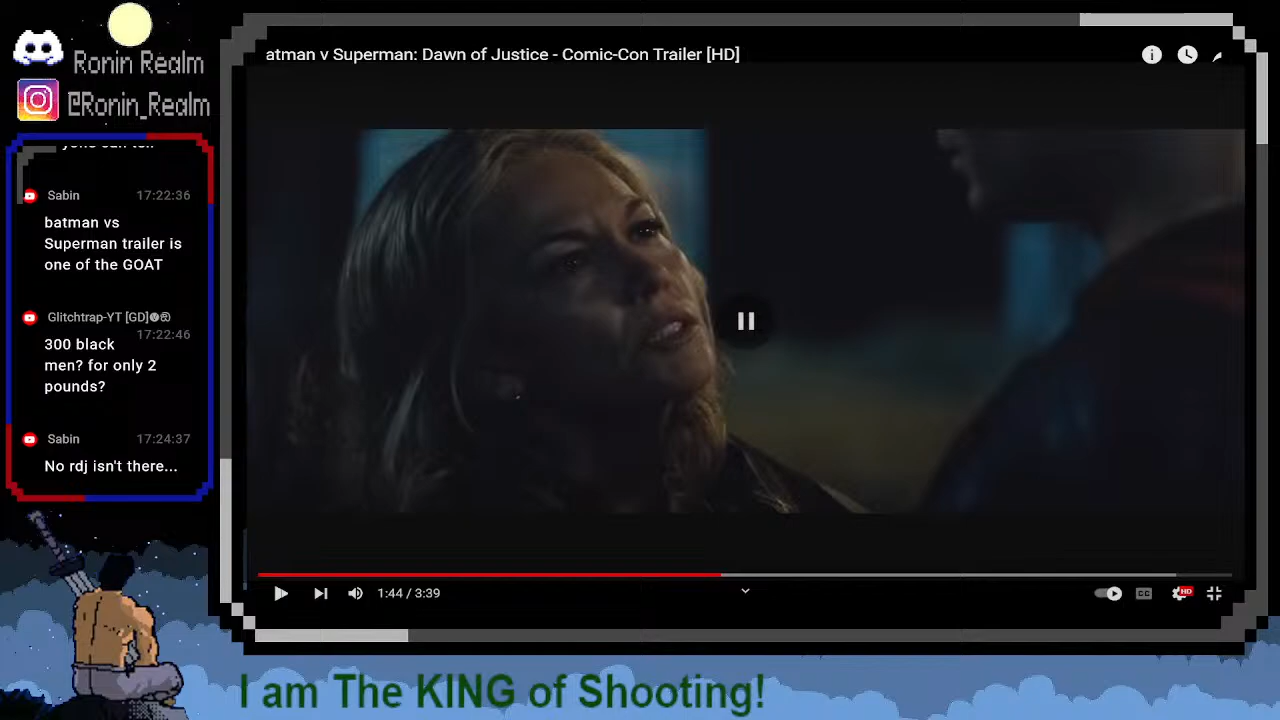 Ronin Realm
@Ronin_Realm
Sabin 17:22:36
batman vs
Superman trailer is
one of the GOAT
Glitchtrap-YT [GD]
17:22:46
300 black
men? for only 2
pounds?
Sabin 17:24:37
No rdj isn't there...
atman v Superman: Dawn of Justice - Comic-Con Trailer [HD]
1:44 / 3:39
CC
HD
I am The KING of Shooting!